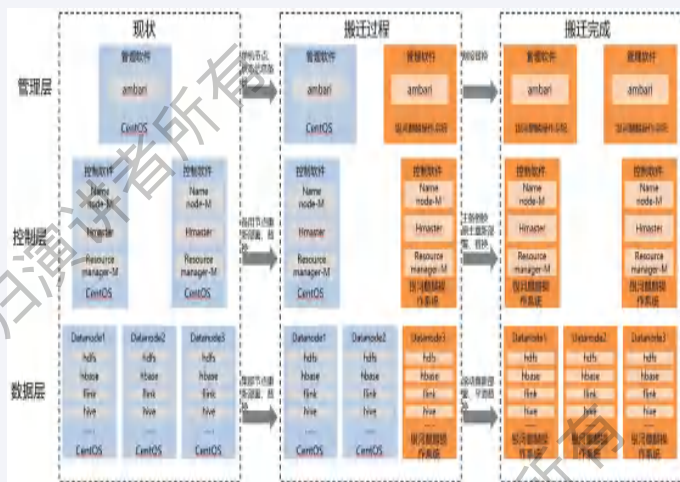 现状
搬迁过程
搬迁完成
管理层
管理软件
ambari
CentOS
管理软件
ambari
CentOS
管理软件
ambari
银河麒麟操作系统
管理软件
ambari
银河麒麟操作系统
管理软件
ambari
银河麒麟操作系统
控制层
Name
node-M
Hmaster
Resource
manager-M
CentOS
控制软件
Name
node-M
Hmaster
Resource
manager-M
CentOS
控制软件
Name
node-M
Hmaster
Resource
manager-M
CentOS
控制软件
Name
node-M
Hmaster
Resource
manager-M
银河麒麟操
作系统
控制软件
Name
node-M
Hmaster
Resource
manager-M
银河麒麟操
作系统
控制软件
Name
node-M
Hmaster
Resource
manager-M
银河麒麟操
作系统
数据层
Datanode1
hdfs
hbase
flink
hive
CentOS
Datanode2
hdfs
hbase
flink
hive
CentOS
Datanode3
hdfs
hbase
flink
hive
CentOS
Datanode1
hdfs
hbase
flink
hive
CentOS
Datanode2
hdfs
hbase
flink
hive
CentOS
Datanode3
hdfs
hbase
flink
hive
银河麒麟操
作系统
Datanode1
hdfs
hbase
flink
hive
银河麒麟操
作系统
Datanode2
hdfs
hbase
flink
hive
银河麒麟操
作系统
Datanode3
hdfs
hbase
flink
hive
银河麒麟操
作系统
归演讲者所有
所有